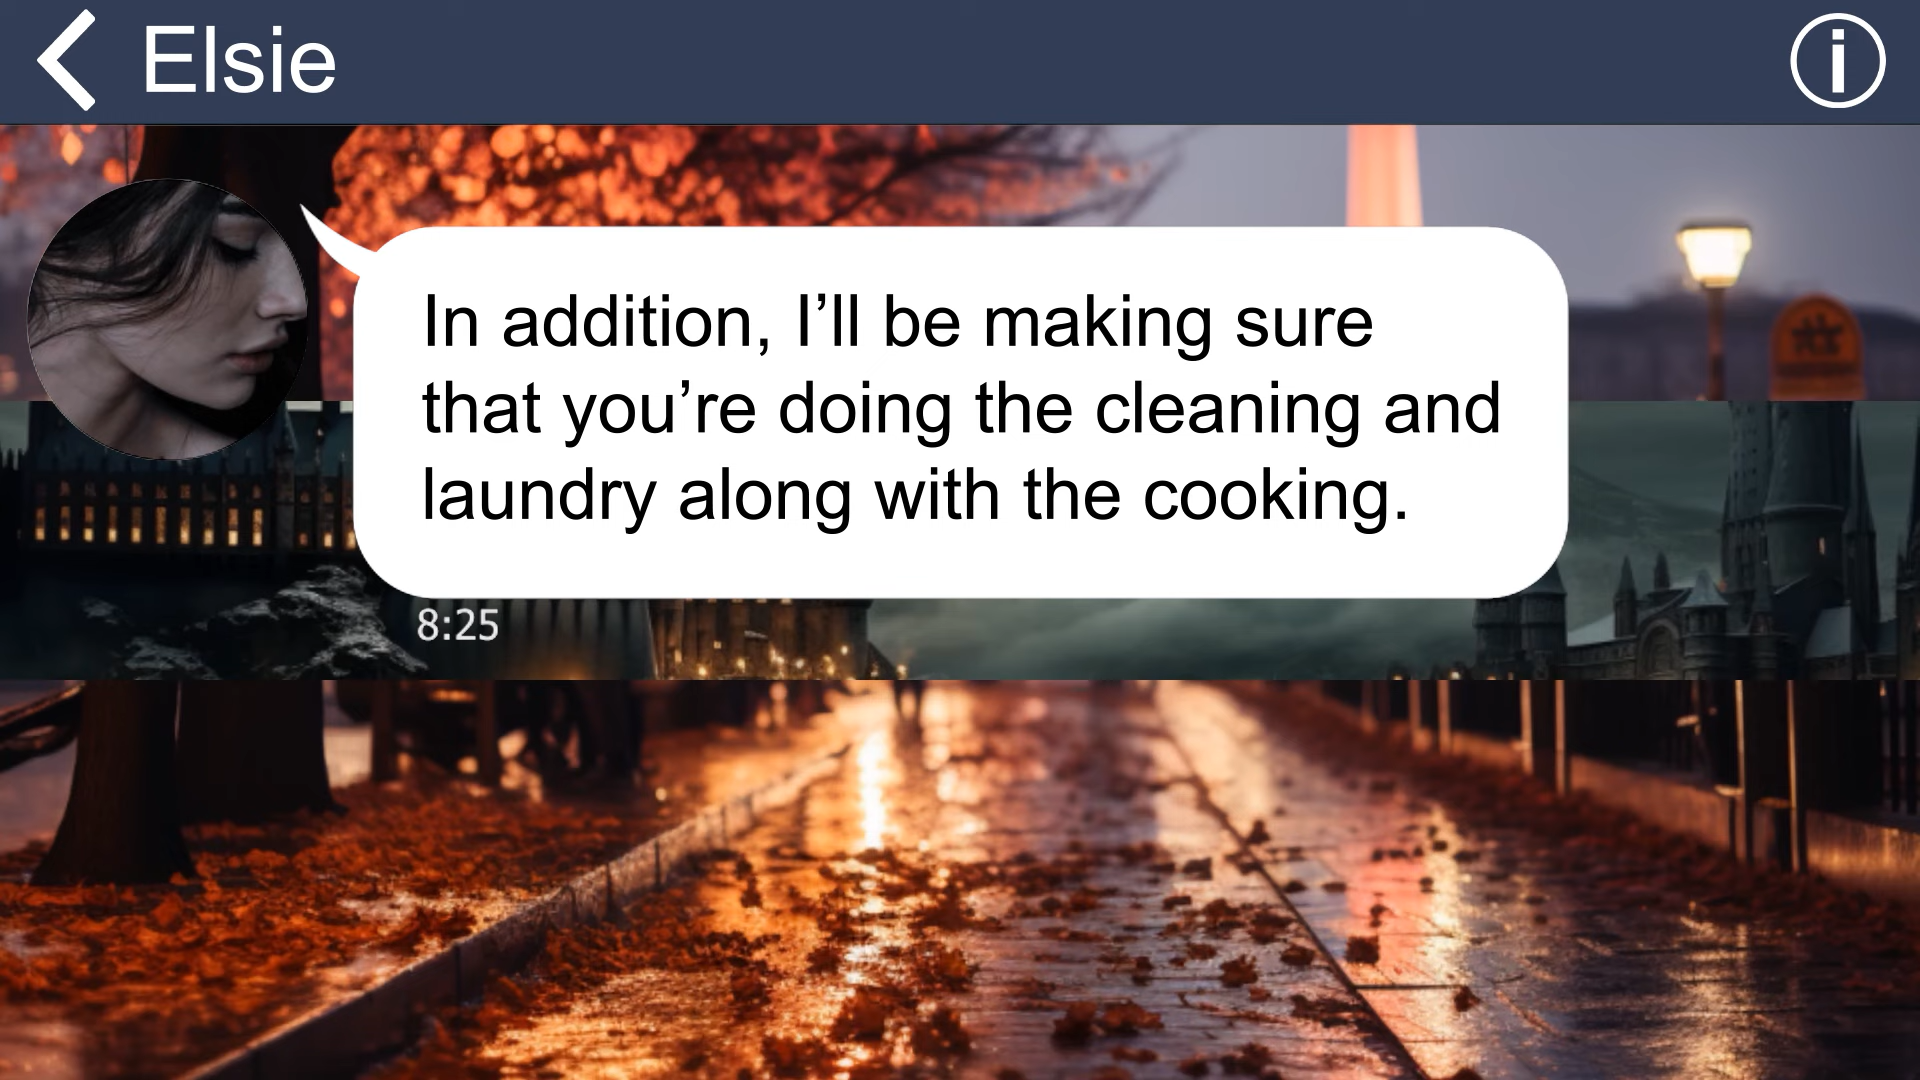 Elsie
In addition, I’ll be making sure
that you’re doing the cleaning and
laundry along with the cooking.
8:25